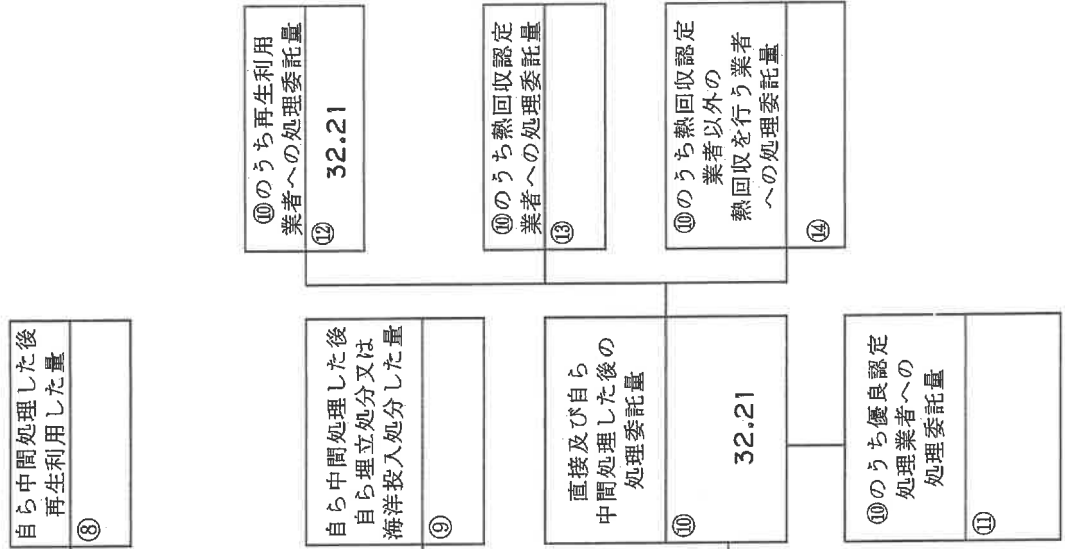 自ら中間処理した後
再生利用した量
⑧
自ら中間処理した後
自ら埋立処分又は
海洋投入処分した量
⑨
直接及び自ら
中間処理した後の
処理委託量
⑩
32.21
⑩のうち優良認定
処理業者への
処理委託量
⑪
⑩のうち再生利用
業者への処理委託量
⑫
32.21
⑩のうち熱回収認定
業者への処理委託量
⑬
⑩のうち熱回収認定
業者以外の
熱回収を行う業者
への処理委託量
⑭